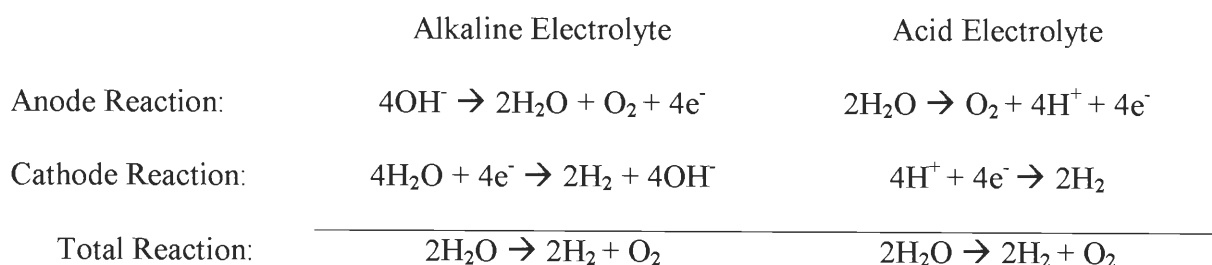 Alkaline Electrolyte Acid Electrolyte
Anode Reaction: 4OH⁻ → 2H₂O + O₂ + 4e⁻ 2H₂O → O₂ + 4H⁺ + 4e⁻
Cathode Reaction: 4H₂O + 4e⁻ → 2H₂ + 4OH⁻ 4H⁺ + 4e⁻ → 2H₂
Total Reaction: 2H₂O → 2H₂ + O₂ 2H₂O → 2H₂ + O₂